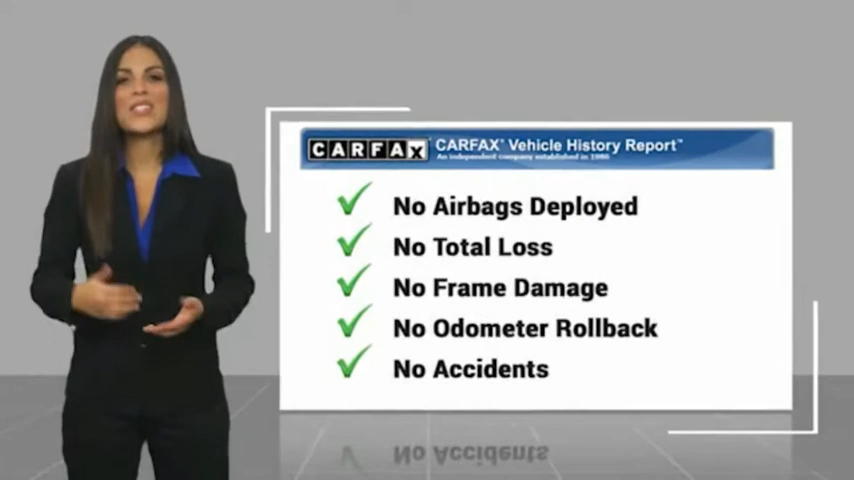 CARFAX CARFAX® Vehicle History Report™
An independent company established in 1986
No Airbags Deployed
No Total Loss
No Frame Damage
No Odometer Rollback
No Accidents
No Accidents